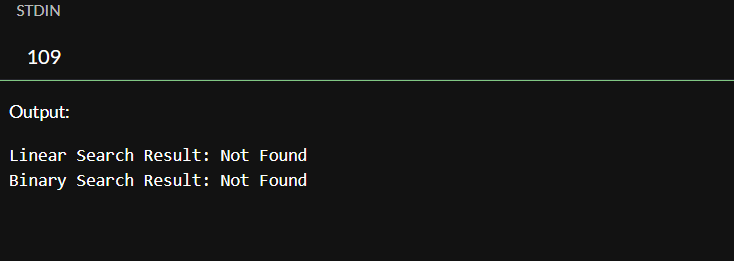 STDIN
109
Output:
Linear Search Result: Not Found
Binary Search Result: Not Found